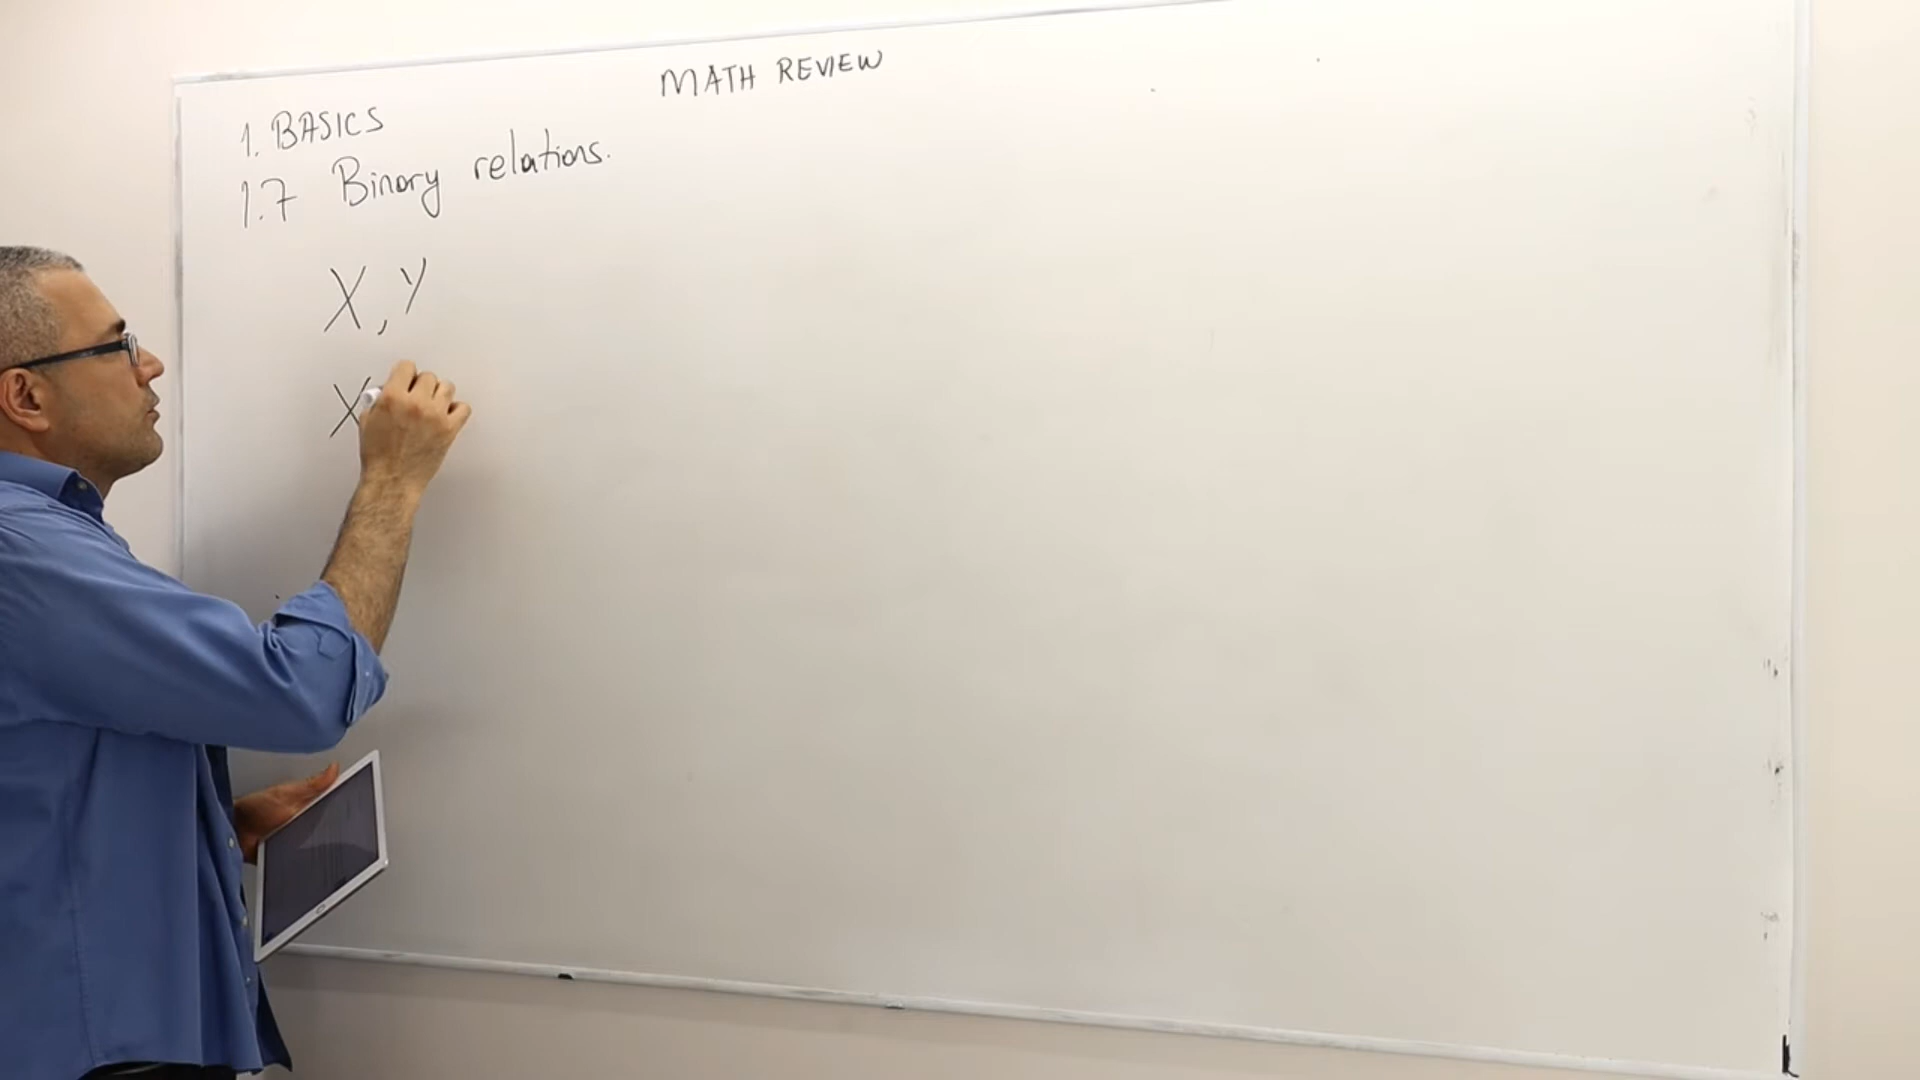 MATH REVIEW
1. BASICS
1.7 Binary relations.
X, Y
X